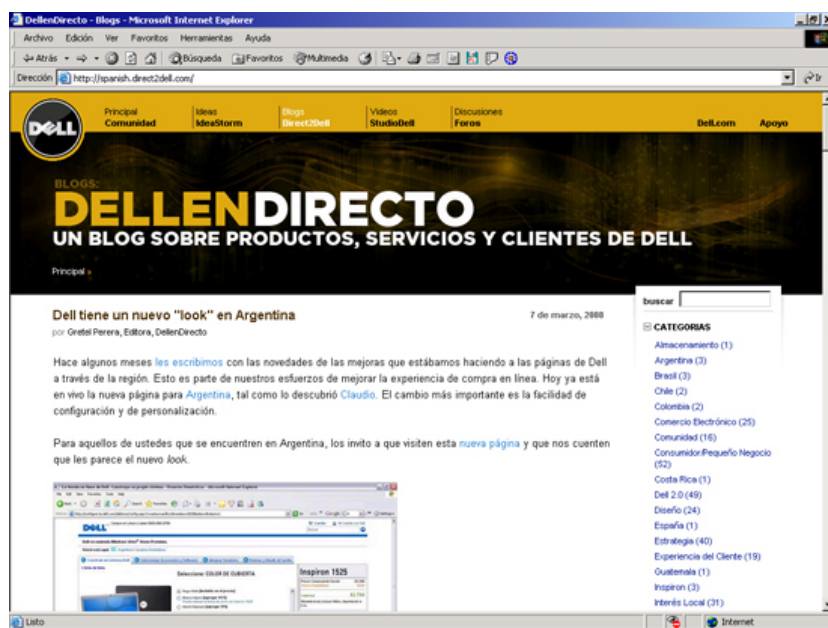 DellenDirecto - Blogs - Microsoft Internet Explorer
Archivo Edición Ver Favoritos Herramientas Ayuda
Atrás Búsqueda Favoritos Multimedia
Dirección http://spanish.direct2dell.com/ Ir
Principal Ideas Blogs Videos Discusiones
Comunidad IdeaStorm Direct2Dell StudioDell Foros Dell.com Apoyo
DELL
BLOGS:
DELLENDIRECTO
UN BLOG SOBRE PRODUCTOS, SERVICIOS Y CLIENTES DE DELL
Principal »
Dell tiene un nuevo "look" en Argentina 7 de marzo, 2008
por Gretel Perera, Editora, DellenDirecto
Hace algunos meses les escribimos con las novedades de las mejoras que estábamos haciendo a las páginas de Dell
a través de la región. Esto es parte de nuestros esfuerzos de mejorar la experiencia de compra en línea. Hoy ya está
en vivo la nueva página para Argentina, tal como lo descubrió Claudio. El cambio más importante es la facilidad de
configuración y de personalización.
Para aquellos de ustedes que se encuentren en Argentina, los invito a que visiten esta nueva página y que nos cuenten
que les parece el nuevo look.
DELL
Seleccione: COLOR DE CUBIERTA
Inspiron 1525
buscar
CATEGORIAS
Almacenamiento (1)
Argentina (3)
Brasil (3)
Chile (2)
Colombia (2)
Comercio Electrónico (25)
Comunidad (16)
Consumidor/Pequeño Negocio
(52)
Costa Rica (1)
Dell 2.0 (49)
Diseño (24)
España (1)
Estrategia (40)
Experiencia del Cliente (19)
Guatemala (1)
Inspiron (3)
Interés Local (31)
Listo Internet